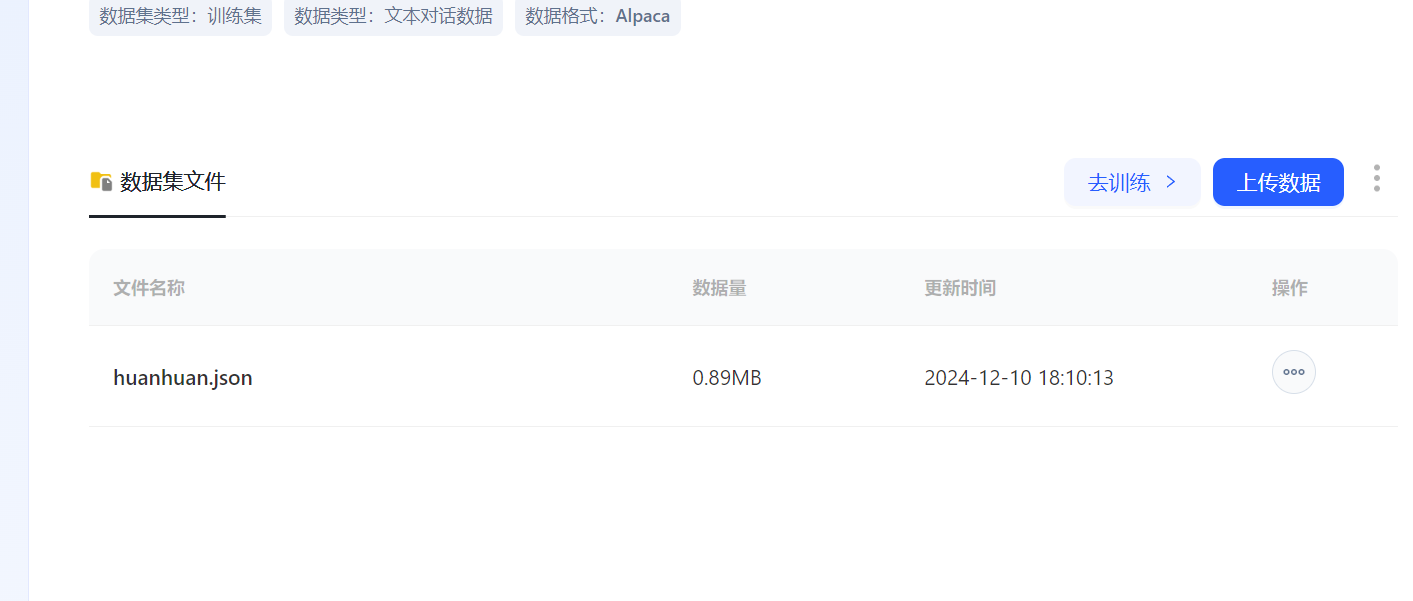 数据集类型：训练集 数据类型：文本对话数据 数据格式：Alpaca
数据集文件 去训练 > 上传数据
文件名称 数据量 更新时间 操作
huanhuan.json 0.89MB 2024-12-10 18:10:13